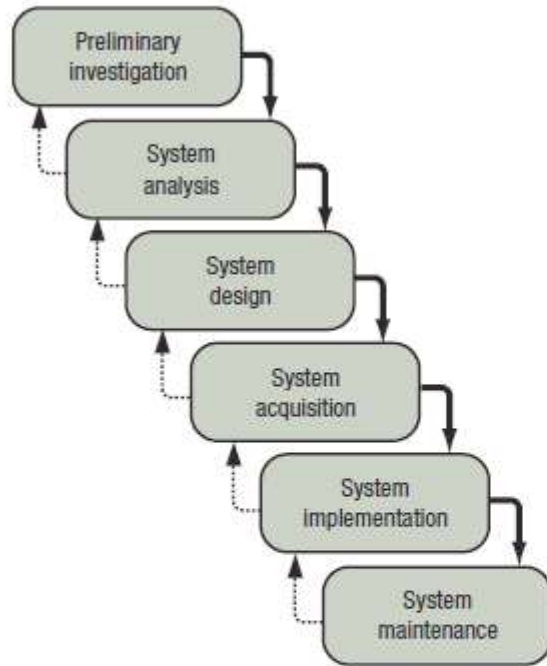 Preliminary
investigation
System
analysis
System
design
System
acquisition
System
implementation
System
maintenance